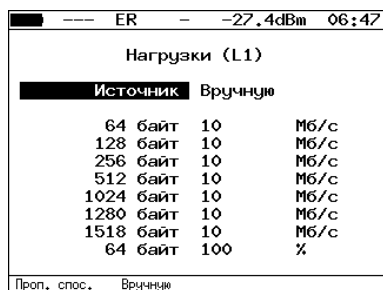 --- ER - -27.4dBm 06:47
Нагрузки (L1)
Источник Вручную
64 байт 10 Мб/с
128 байт 10 Мб/с
256 байт 10 Мб/с
512 байт 10 Мб/с
1024 байт 10 Мб/с
1280 байт 10 Мб/с
1518 байт 10 Мб/с
64 байт 100 %
Проп. спос. Вручную